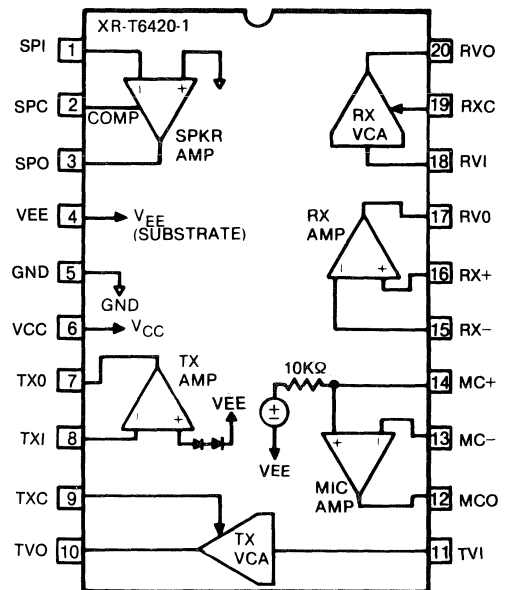 XR-T6420-1
SPI 1
SPC 2
COMP
SPKR
AMP
SPO 3
VEE 4
VEE
(SUBSTRATE)
GND 5
GND
VCC 6
VCC
TX0 7
TX
AMP
VEE
TXI 8
TXC 9
TVO 10
TX
VCA
20 RVO
19 RXC
RX
VCA
18 RVI
17 RV0
RX
AMP
16 RX+
15 RX-
10KΩ
14 MC+
VEE
13 MC-
MIC
AMP
12 MCO
11 TVI